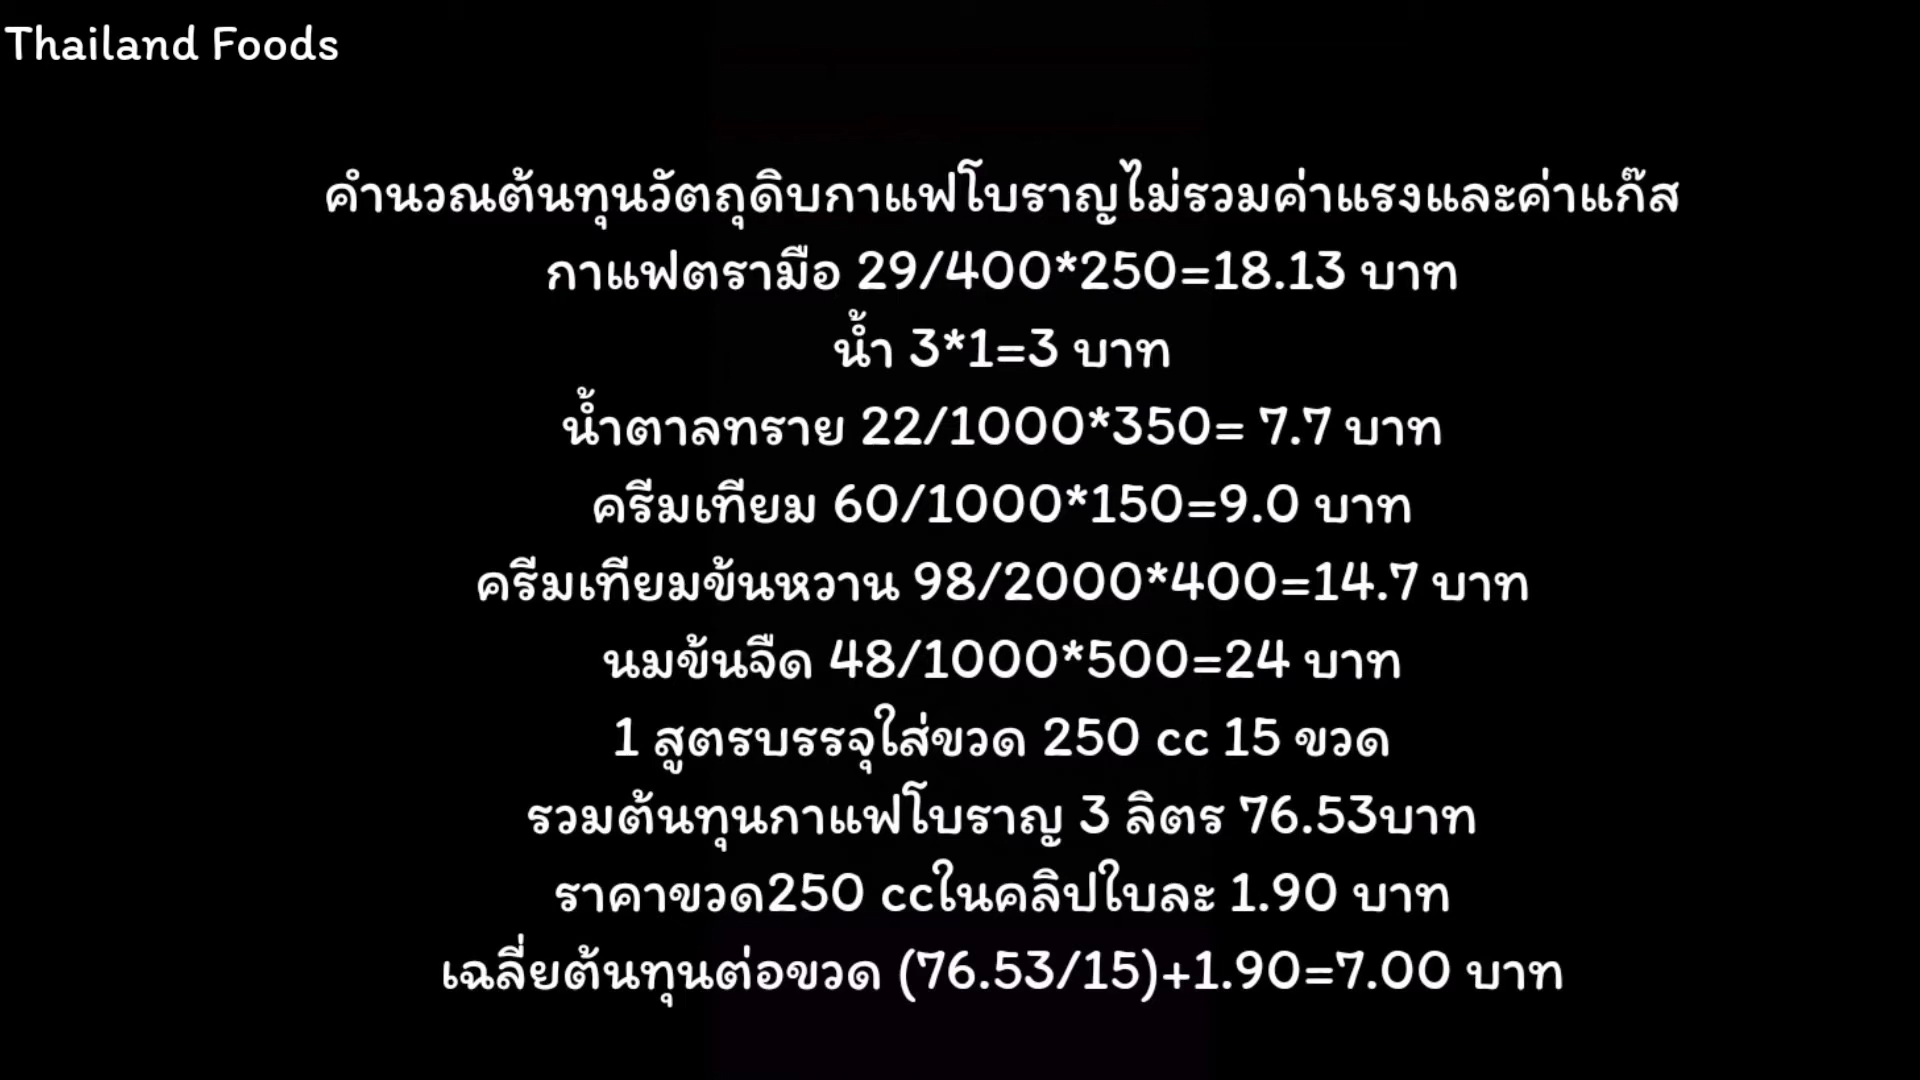 Thailand Foods
คำนวณต้นทุนวัตถุดิบกาแฟโบราญไม่รวมค่าแรงและค่าแก๊ส
กาแฟตรามือ 29/400*250=18.13 บาท
น้ำ 3*1=3 บาท
น้ำตาลทราย 22/1000*350= 7.7 บาท
ครีมเทียม 60/1000*150=9.0 บาท
ครีมเทียมข้นหวาน 98/2000*400=14.7 บาท
นมข้นจืด 48/1000*500=24 บาท
1 สูตรบรรจุใส่ขวด 250 cc 15 ขวด
รวมต้นทุนกาแฟโบราญ 3 ลิตร 76.53บาท
ราคาขวด250 ccในคลิปใบละ 1.90 บาท
เฉลี่ยต้นทุนต่อขวด (76.53/15)+1.90=7.00 บาท